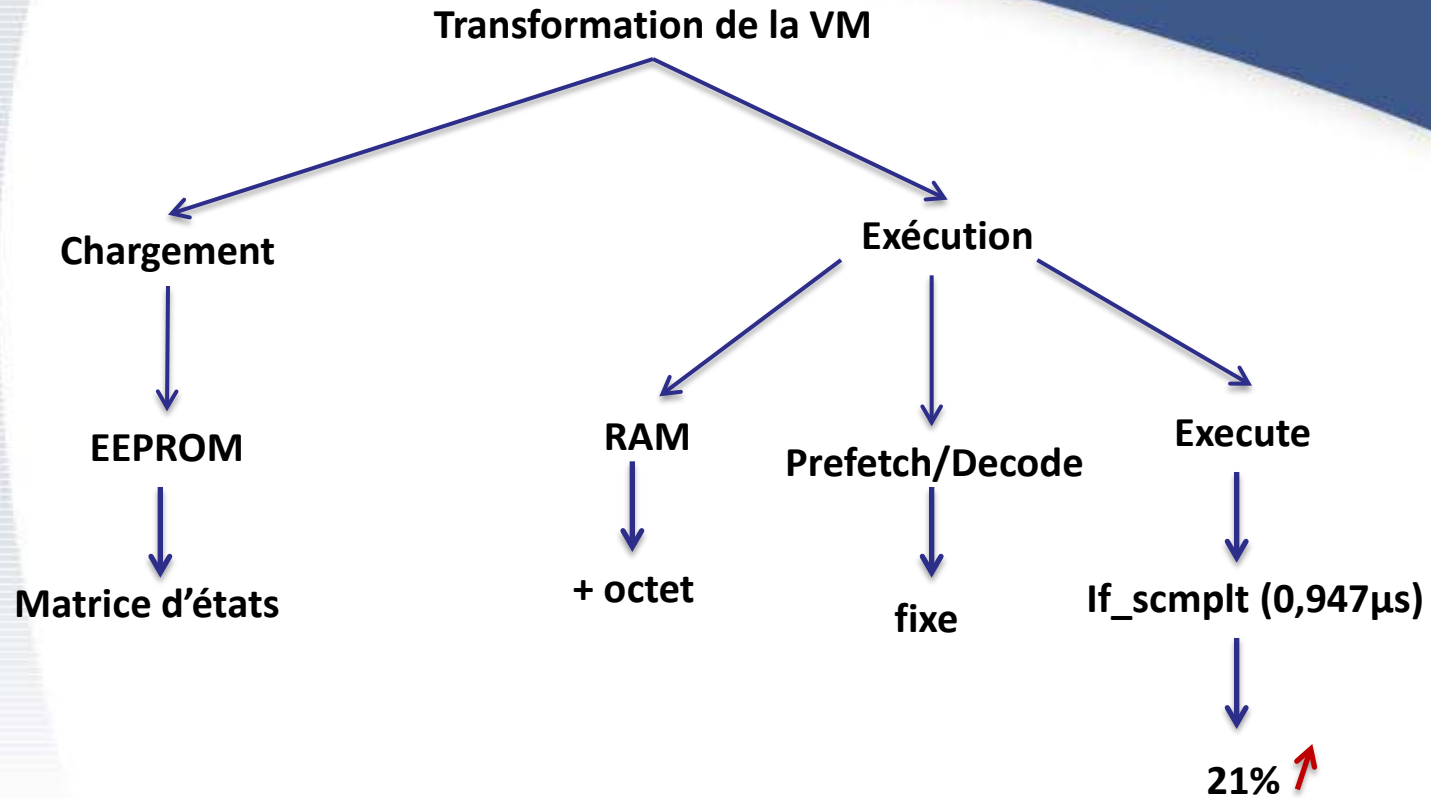 Transformation de la VM
Chargement
Exécution
EEPROM
RAM
Prefetch/Decode
Execute
Matrice d’états
+ octet
fixe
If_scmplt (0,947µs)
21%